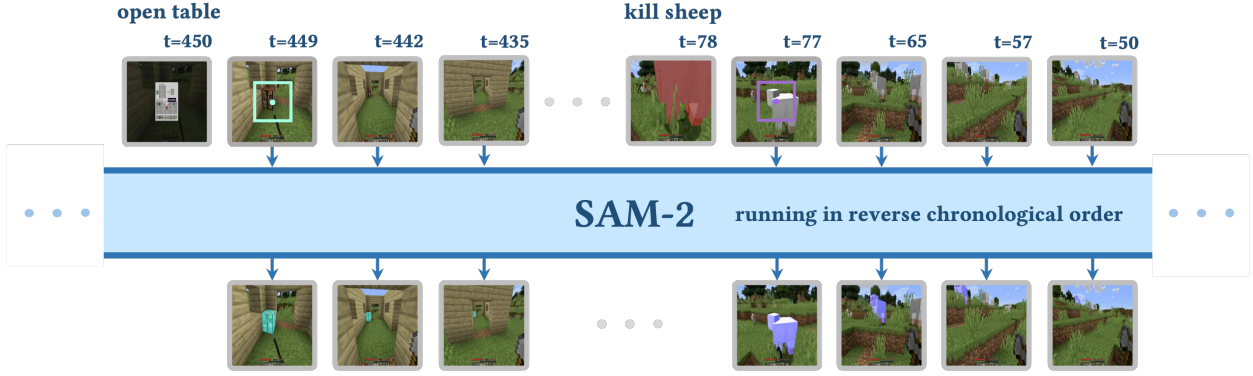 open table
kill sheep
t=450
t=449
t=442
t=435
t=78
t=77
t=65
t=57
t=50
SAM-2
running in reverse chronological order